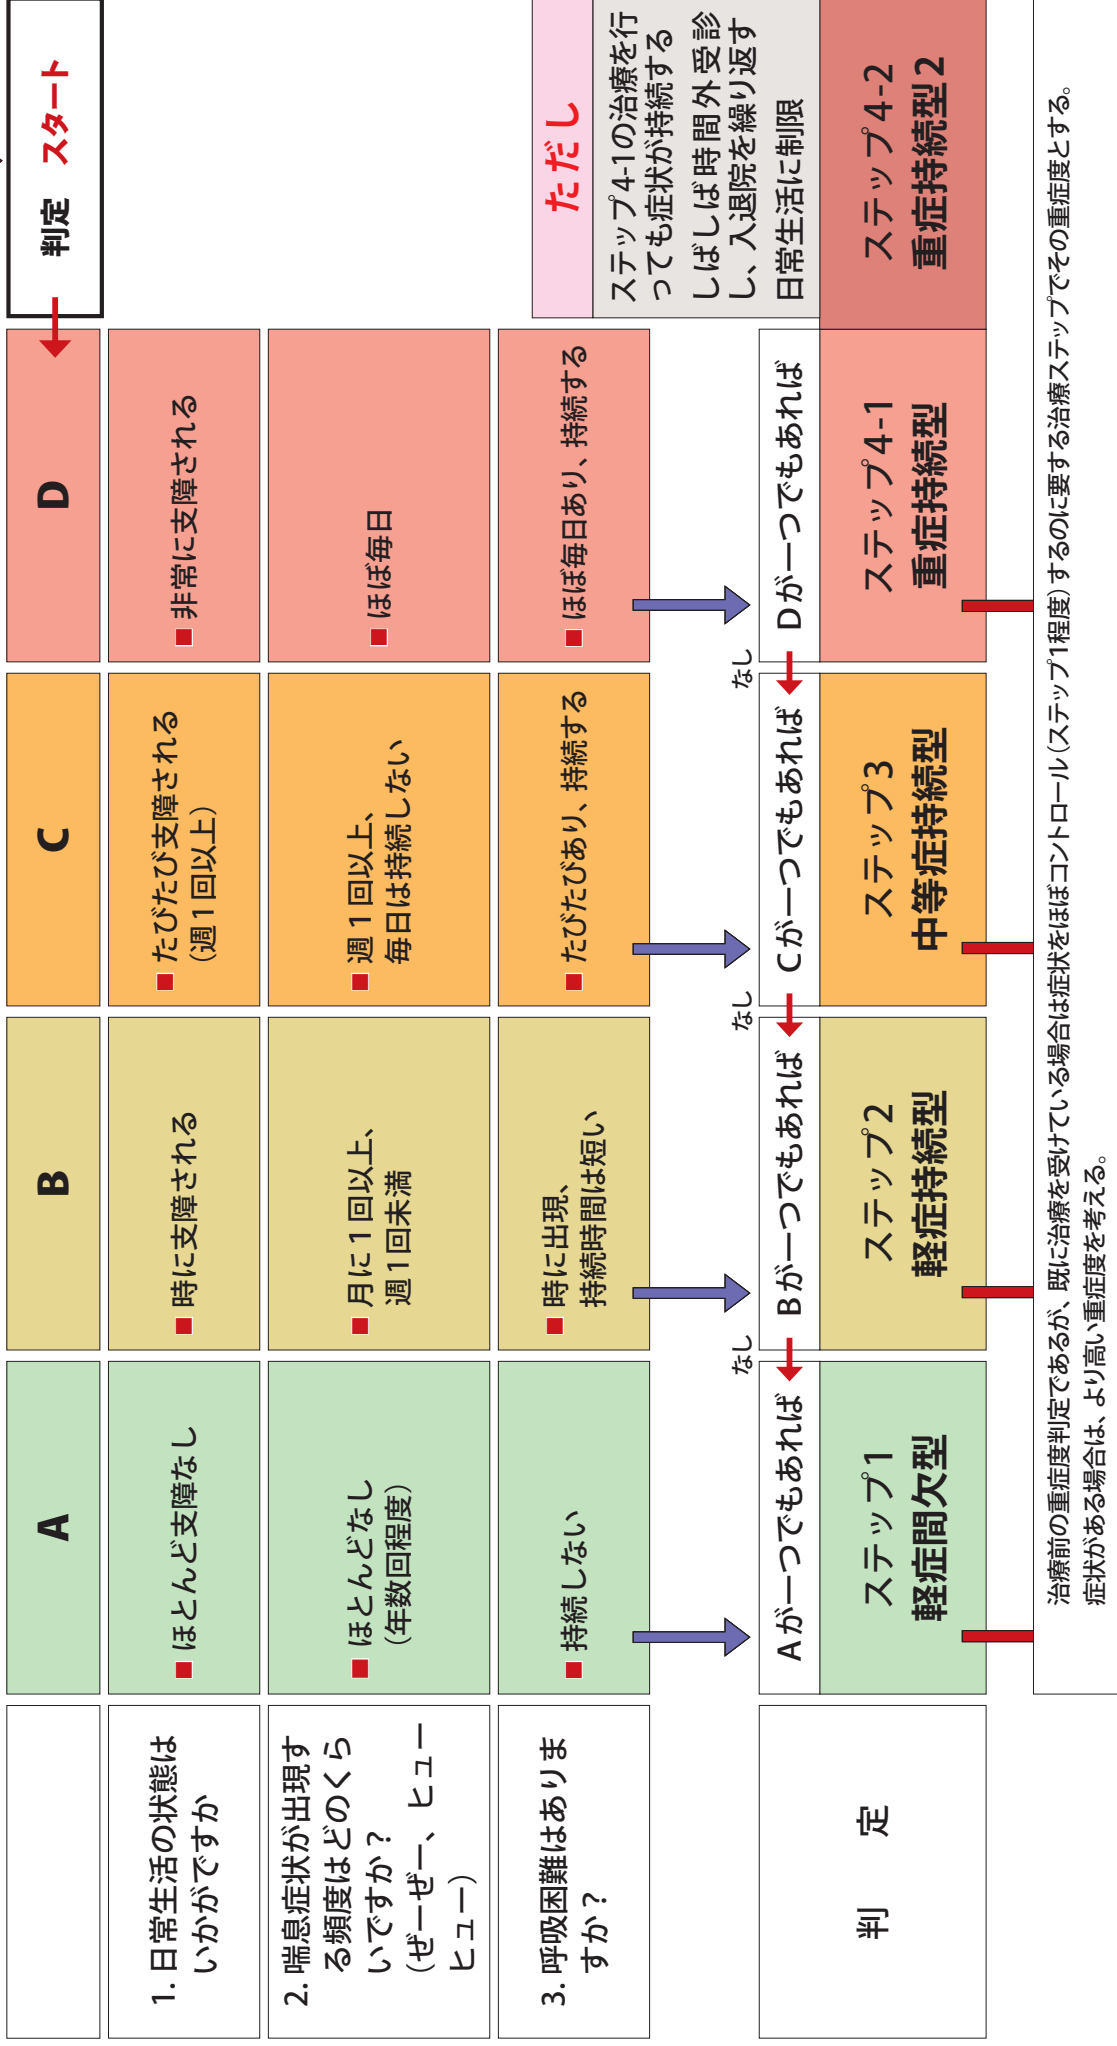 判定 スタート
A
B
C
D
1. 日常生活の状態は
いかがですか
■ ほとんど支障なし
■ 時に支障される
■ たびたび支障される
(週1回以上)
■ 非常に支障される
2. 喘息症状が出現す
る頻度はどのくら
いですか?
(ぜーぜー、ヒュー
ヒュー)
■ ほとんどなし
(年数回程度)
■ 月に1回以上、
週1回未満
■ 週1回以上、
毎日は持続しない
■ ほぼ毎日
3. 呼吸困難はありま
すか?
■ 持続しない
■ 時に出現、
持続時間は短い
■ たびたびあり、持続する
■ ほぼ毎日あり、持続する
ただし
ステップ4-1の治療を行
っても症状が持続する
しばしば時間外受診
し、入退院を繰り返す
日常生活に制限
なし
なし
なし
判 定
Aが一つでもあれば
Bが一つでもあれば
Cが一つでもあれば
Dが一つでもあれば
ステップ1
軽症間欠型
ステップ2
軽症持続型
ステップ3
中等症持続型
ステップ4-1
重症持続型
ステップ4-2
重症持続型2
治療前の重症度判定であるが、既に治療を受けている場合は症状をほぼコントロール(ステップ1程度)するのに要する治療ステップでその重症度とする。
症状がある場合は、より高い重症度を考える。